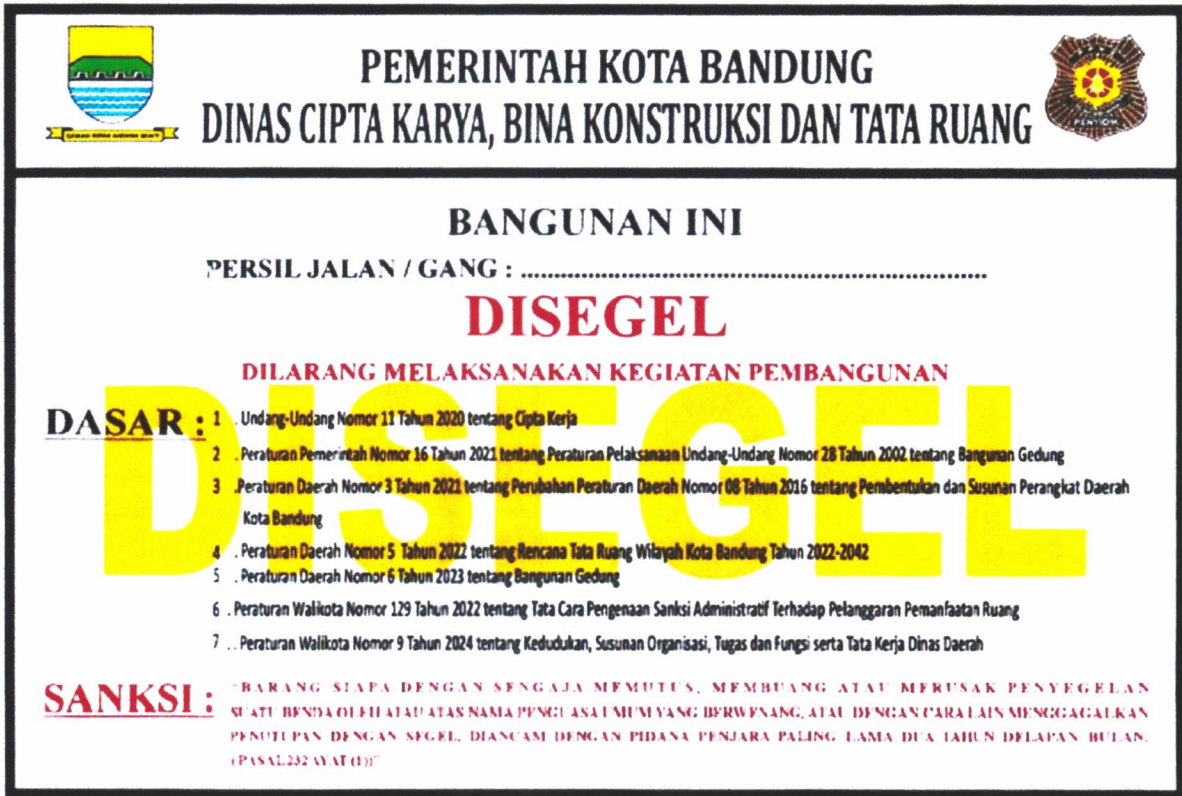 PEMERINTAH KOTA BANDUNG
DINAS CIPTA KARYA, BINA KONSTRUKSI DAN TATA RUANG
PENYIDIK
BANGUNAN INI
PERSIL JALAN / GANG : ......................................................................
DISEGEL
DILARANG MELAKSANAKAN KEGIATAN PEMBANGUNAN
DISEGEL
DASAR : 1 . Undang-Undang Nomor 11 Tahun 2020 tentang Cipta Kerja
2 . Peraturan Pemerintah Nomor 16 Tahun 2021 tentang Peraturan Pelaksanaan Undang-Undang Nomor 28 Tahun 2002 tentang Bangunan Gedung
3 .Peraturan Daerah Nomor 3 Tahun 2021 tentang Perubahan Peraturan Daerah Nomor 08 Tahun 2016 tentang Pembentukan dan Susunan Perangkat Daerah
Kota Bandung
4 . Peraturan Daerah Nomor 5 Tahun 2022 tentang Rencana Tata Ruang Wilayah Kota Bandung Tahun 2022-2042
5 . Peraturan Daerah Nomor 6 Tahun 2023 tentang Bangunan Gedung
6 . Peraturan Walikota Nomor 129 Tahun 2022 tentang Tata Cara Pengenaan Sanksi Administratif Terhadap Pelanggaran Pemanfaatan Ruang
7 . . Peraturan Walikota Nomor 9 Tahun 2024 tentang Kedudukan, Susunan Organisasi, Tugas dan Fungsi serta Tata Kerja Dinas Daerah
SANKSI : "BARANG SIAPA DENGAN SENGAJA MEMUTUS, MEMBUANG ATAU MERUSAK PENYEGELAN
SUATU BENDA OLEH ATAU ATAS NAMA PENGUASA UMUM YANG BERWENANG, ATAU DENGAN CARA LAIN MENGGAGALKAN
PENUTUPAN DENGAN SEGEL, DIANCAM DENGAN PIDANA PENJARA PALING LAMA DUA TAHUN DELAPAN BULAN.
(PASAL 232 AYAT (1))"